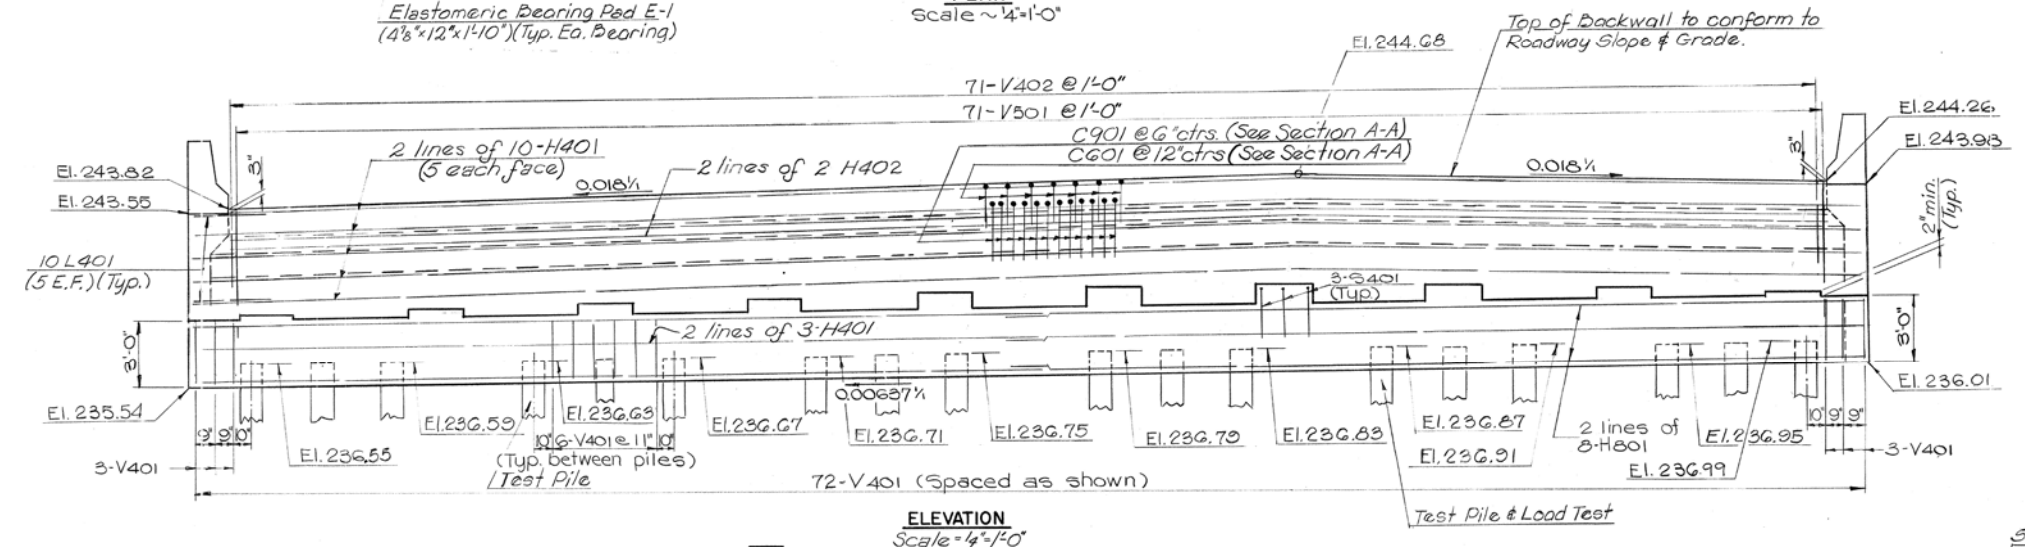 Elastomeric Bearing Pad E-1
(4⅞"x12"x1'-10")(Typ. Ea. Bearing)
Scale ~ ¼"=1'-0"
Top of Backwall to conform to
Roadway Slope & Grade.
El. 244.68
71-V402 @ 1'-0"
71-V501 @ 1'-0"
El. 244.26
El. 243.913
C901 @ 6" ctrs. (See Section A-A)
C601 @ 12" ctrs (See Section A-A)
2 lines of 10-H401
(5 each face)
2 lines of 2 H402
3"
3"
El. 243.82
El. 243.55
0.018 1/1
0.018 1/1
2" min.
(Typ.)
10 L401
(5 E.F.)(Typ.)
3-S401
(Typ.)
2 lines of 3-H401
3'-0"
3'-0"
El. 235.54
El. 236.01
0.00637 1/1
El. 236.55
El. 236.59
El. 236.63
El. 236.67
El. 236.71
El. 236.75
El. 236.79
El. 236.83
El. 236.87
El. 236.91
El. 236.95
El. 236.99
2 lines of
8-H801
9" 9" 10"
10" 6-V401 @ 11" 10"
(Typ. between piles)
Test Pile
10" 9" 9"
3-V401
3-V401
72-V401 (Spaced as shown)
Test Pile & Load Test
ELEVATION
Scale = ¼"=1'-0"